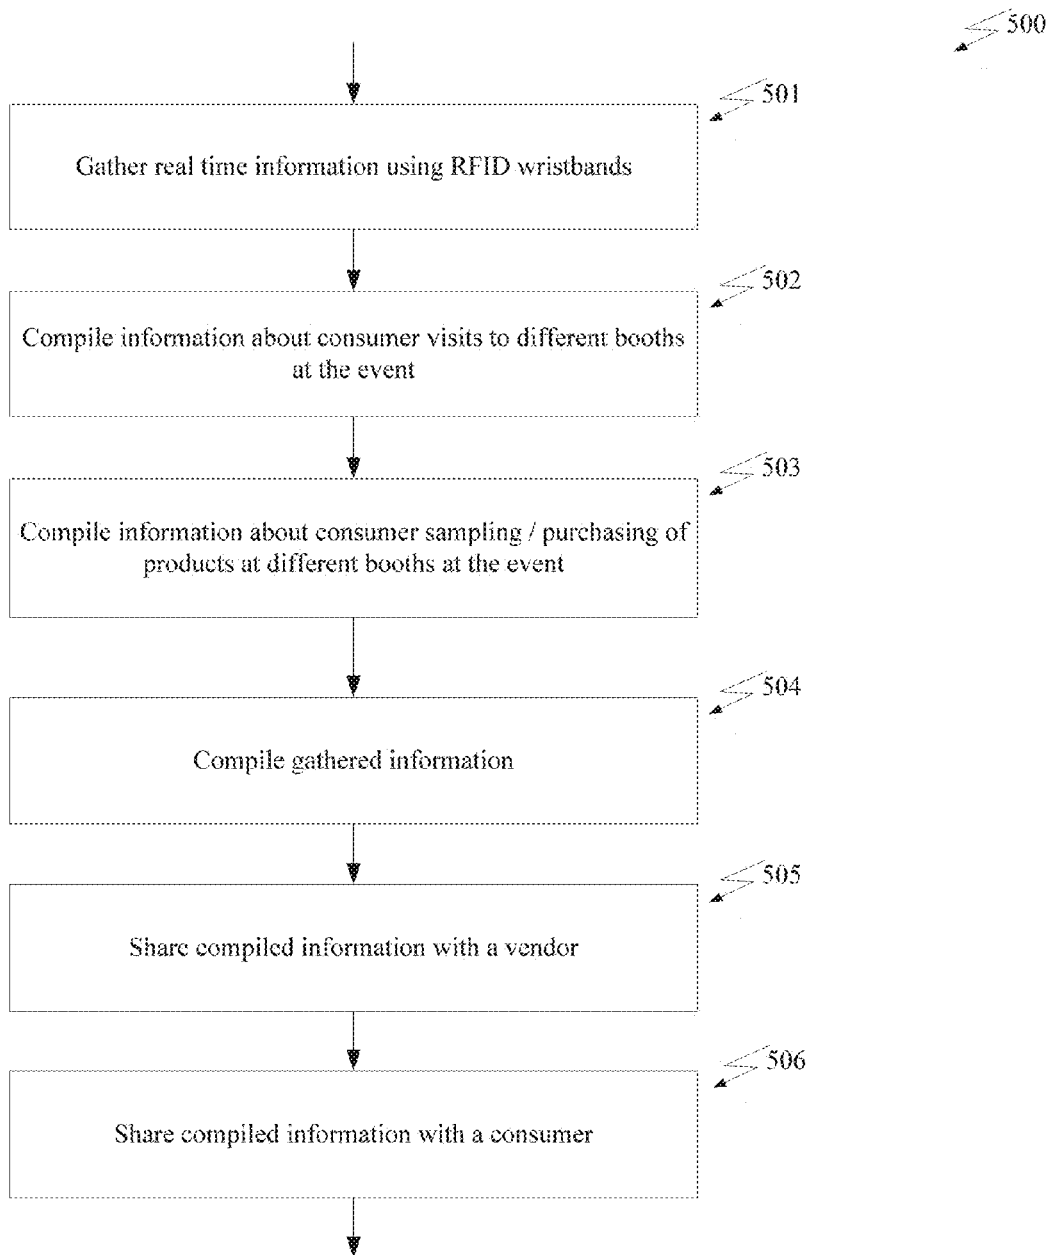 500
501
Gather real time information using RFID wristbands
502
Compile information about consumer visits to different booths
at the event
503
Compile information about consumer sampling / purchasing of
products at different booths at the event
504
Compile gathered information
505
Share compiled information with a vendor
506
Share compiled information with a consumer